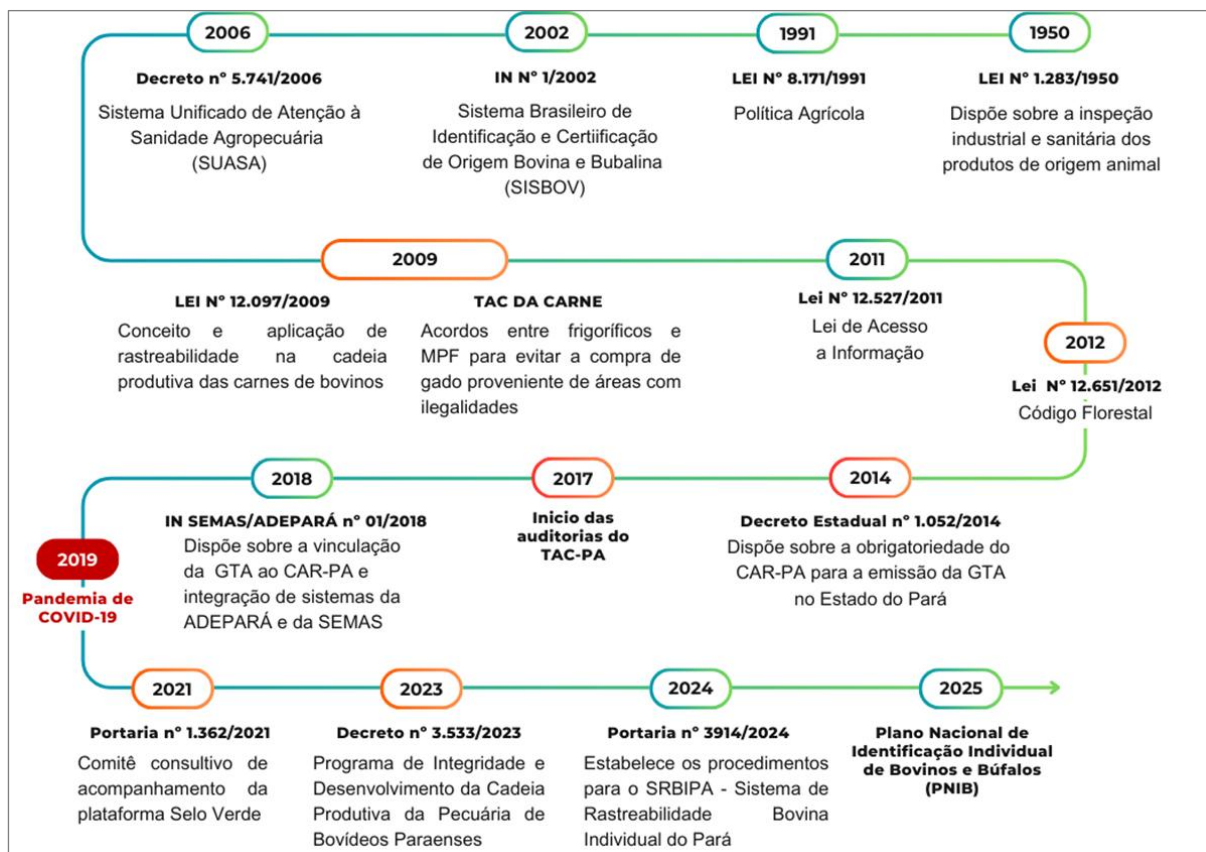 2006
2002
1991
1950
Decreto nº 5.741/2006
IN Nº 1/2002
LEI Nº 8.171/1991
LEI Nº 1.283/1950
Sistema Unificado de Atenção à
Sanidade Agropecuária
(SUASA)
Sistema Brasileiro de
Identificação e Certiificação
de Origem Bovina e Bubalina
(SISBOV)
Política Agrícola
Dispõe sobre a inspeção
industrial e sanitária dos
produtos de origem animal
2009
2011
LEI Nº 12.097/2009
Conceito e aplicação de
rastreabilidade na cadeia
produtiva das carnes de bovinos
TAC DA CARNE
Acordos entre frigoríficos e
MPF para evitar a compra de
gado proveniente de áreas com
ilegalidades
Lei Nº 12.527/2011
Lei de Acesso
a Informação
2012
Lei Nº 12.651/2012
Código Florestal
2018
2017
2014
IN SEMAS/ADEPARÁ nº 01/2018
Dispõe sobre a vinculação
da GTA ao CAR-PA e
integração de sistemas da
ADEPARÁ e da SEMAS
Inicio das
auditorias do
TAC-PA
Decreto Estadual nº 1.052/2014
Dispõe sobre a obrigatoriedade do
CAR-PA para a emissão da GTA
no Estado do Pará
2019
Pandemia de
COVID-19
2021
2023
2024
2025
Portaria nº 1.362/2021
Comitê consultivo de
acompanhamento da
plataforma Selo Verde
Decreto nº 3.533/2023
Programa de Integridade e
Desenvolvimento da Cadeia
Produtiva da Pecuária de
Bovídeos Paraenses
Portaria nº 3914/2024
Estabelece os procedimentos
para o SRBIPA - Sistema de
Rastreabilidade Bovina
Individual do Pará
Plano Nacional de
Identificação Individual
de Bovinos e Búfalos
(PNIB)